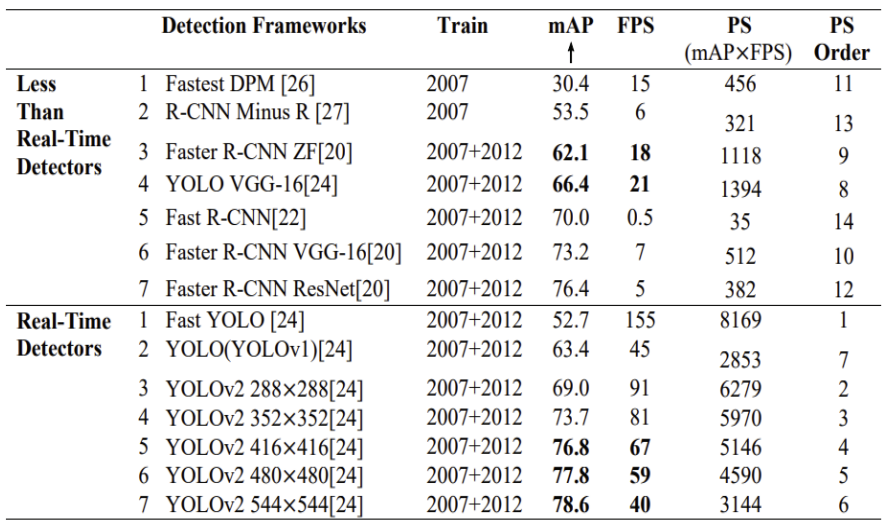 Detection Frameworks Train mAP FPS PS PS
↑ (mAP×FPS) Order
Less 1 Fastest DPM [26] 2007 30.4 15 456 11
Than 2 R-CNN Minus R [27] 2007 53.5 6 321 13
Real-Time 3 Faster R-CNN ZF[20] 2007+2012 62.1 18 1118 9
Detectors 4 YOLO VGG-16[24] 2007+2012 66.4 21 1394 8
5 Fast R-CNN[22] 2007+2012 70.0 0.5 35 14
6 Faster R-CNN VGG-16[20] 2007+2012 73.2 7 512 10
7 Faster R-CNN ResNet[20] 2007+2012 76.4 5 382 12
Real-Time 1 Fast YOLO [24] 2007+2012 52.7 155 8169 1
Detectors 2 YOLO(YOLOv1)[24] 2007+2012 63.4 45 2853 7
3 YOLOv2 288×288[24] 2007+2012 69.0 91 6279 2
4 YOLOv2 352×352[24] 2007+2012 73.7 81 5970 3
5 YOLOv2 416×416[24] 2007+2012 76.8 67 5146 4
6 YOLOv2 480×480[24] 2007+2012 77.8 59 4590 5
7 YOLOv2 544×544[24] 2007+2012 78.6 40 3144 6